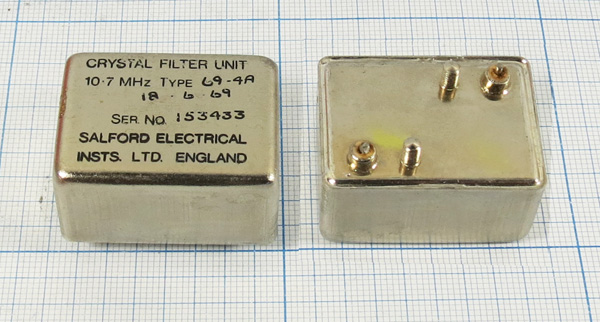 CRYSTAL FILTER UNIT
10·7 MHz TYPE 69-4A
18 · 6 · 69
SER. NO. 153433
SALFORD ELECTRICAL
INSTS. LTD. ENGLAND